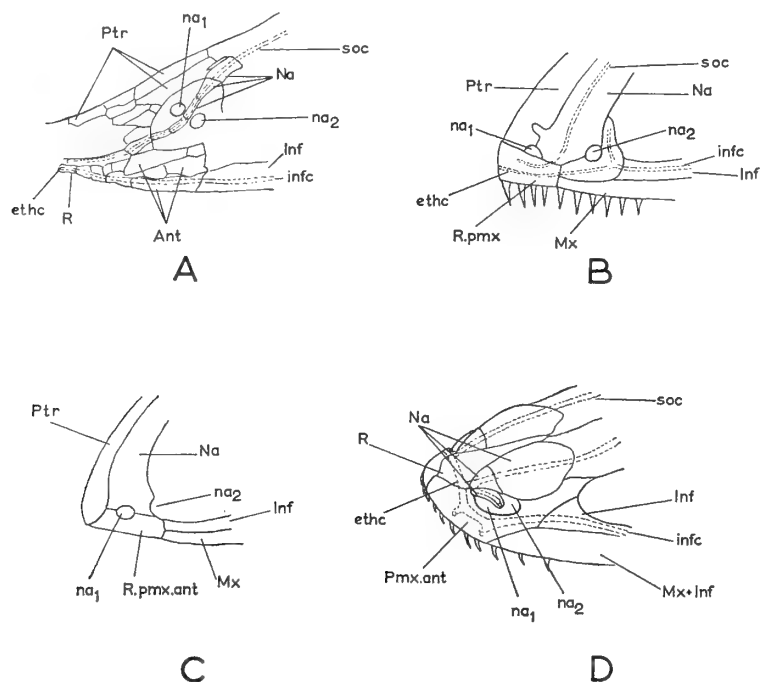 na1
Ptr
soc
Na
na2
Inf
infc
ethc
R
Ant
A
soc
Ptr
Na
na1
na2
infc
Inf
ethc
R.pmx
Mx
B
Ptr
Na
na2
Inf
na1
R.pmx.ant
Mx
C
soc
Na
R
ethc
Inf
infc
Pmx.ant
na1
na2
Mx+Inf
D